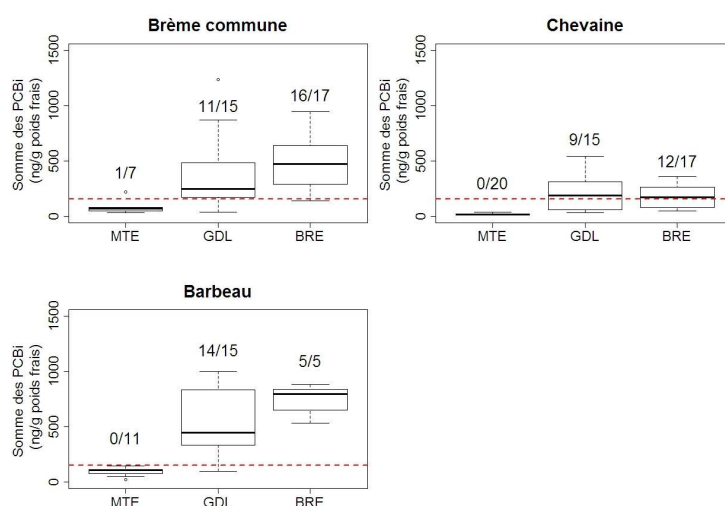 Brème commune
Somme des PCBi
(ng/g poids frais)
0
500
1000
1500
1/7
11/15
16/17
MTE
GDL
BRE
Chevaine
Somme des PCBi
(ng/g poids frais)
0
500
1000
1500
0/20
9/15
12/17
MTE
GDL
BRE
Barbeau
Somme des PCBi
(ng/g poids frais)
0
500
1000
1500
0/11
14/15
5/5
MTE
GDL
BRE